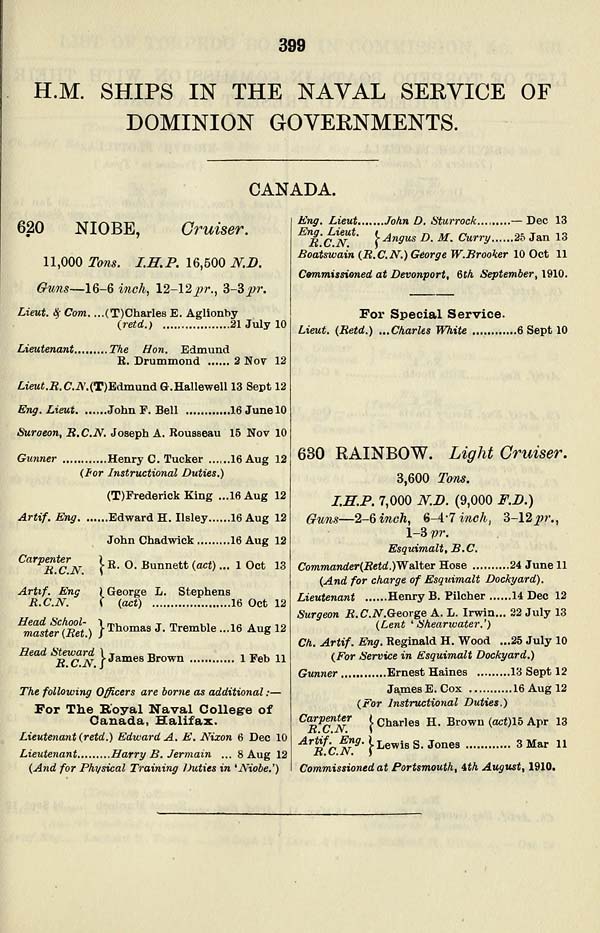 399
H.M. SHIPS IN THE NAVAL SERVICE OF
DOMINION GOVERNMENTS.
CANADA.
620 NIOBE, Cruiser.
11,000 Tons. I.H.P. 16,500 N.D.
Guns—16-6 inch, 12-12pr., 3-3pr.
Lieut. & Com. ...(T)Charles E. Aglionby
(retd.) ..................21 July 10
Lieutenant.........The Hon. Edmund
R. Drummond ...... 2 Nov 12
Lieut.R.C.N.(T)Edmund G.Hallewell 13 Sept 12
Eng. Lieut. ......John F. Bell ............16 June10
Surgeon, R.C.N. Joseph A. Rousseau 15 Nov 10
Gunner ............Henry C. Tucker ......16 Aug 12
(For Instructional Duties.)
(T)Frederick King ...16 Aug 12
Artif. Eng. ......Edward H. Ilsley......16 Aug 12
John Chadwick .........16 Aug 12
Carpenter
R.C.N. } R. O. Bunnett (act) ... 1 Oct 13
Artif. Eng } George L. Stephens
R.C.N. (act) .....................16 Oct 12
Head School-
master (Ret.) } Thomas J. Tremble ...16 Aug 12
Head Steward
R.C.N. } James Brown ............ 1 Feb 11
The following Officers are borne as additional :—
For The Royal Naval College of
Canada, Halifax.
Lieutenant (retd.) Edward A. E. Nixon 6 Dec 10
Lieutenant.........Harry B. Jermain ... 8 Aug 12
(And for Physical Training Duties in 'Niobe.')
Eng. Lieut.......John D. Sturrock.........— Dec 13
Eng. Lieut.
R.C.N. } Angus D. M. Curry......25 Jan 13
Boatswain (R.C.N.) George W.Brooker 10 Oct 11
Commissioned at Devonport, 6th September, 1910.
For Special Service.
Lieut. (Retd.) ...Charles White ............6 Sept 10
630 RAINBOW. Light Cruiser.
3,600 Tons.
I.H.P. 7,000 N.D. (9,000 F.D.)
Guns—2-6 inch, 6-4·7 inch, 3-12pr.,
1-3 pr.
Esquimalt, B.C.
Commander(Retd.)Walter Hose ..........24 June 11
(And for charge of Esquimalt Dockyard).
Lieutenant ......Henry B. Pilcher ......14 Dec 12
Surgeon R.C.N.George A. L. Irwin... 22 July 13
(Lent 'Shearwater.')
Ch. Artif. Eng. Reginald H. Wood ...25 July 10
(For Service in Esquimalt Dockyard.)
Gunner ............Ernest Haines .........13 Sept 12
James E. Cox ...........16 Aug 12
(For Instructional Duties.)
Carpenter
R.C.N. } Charles H. Brown (act)15 Apr 13
Artif. Eng.
R.C.N. } Lewis S. Jones ............ 3 Mar 11
Commissioned at Portsmouth, 4th August, 1910.